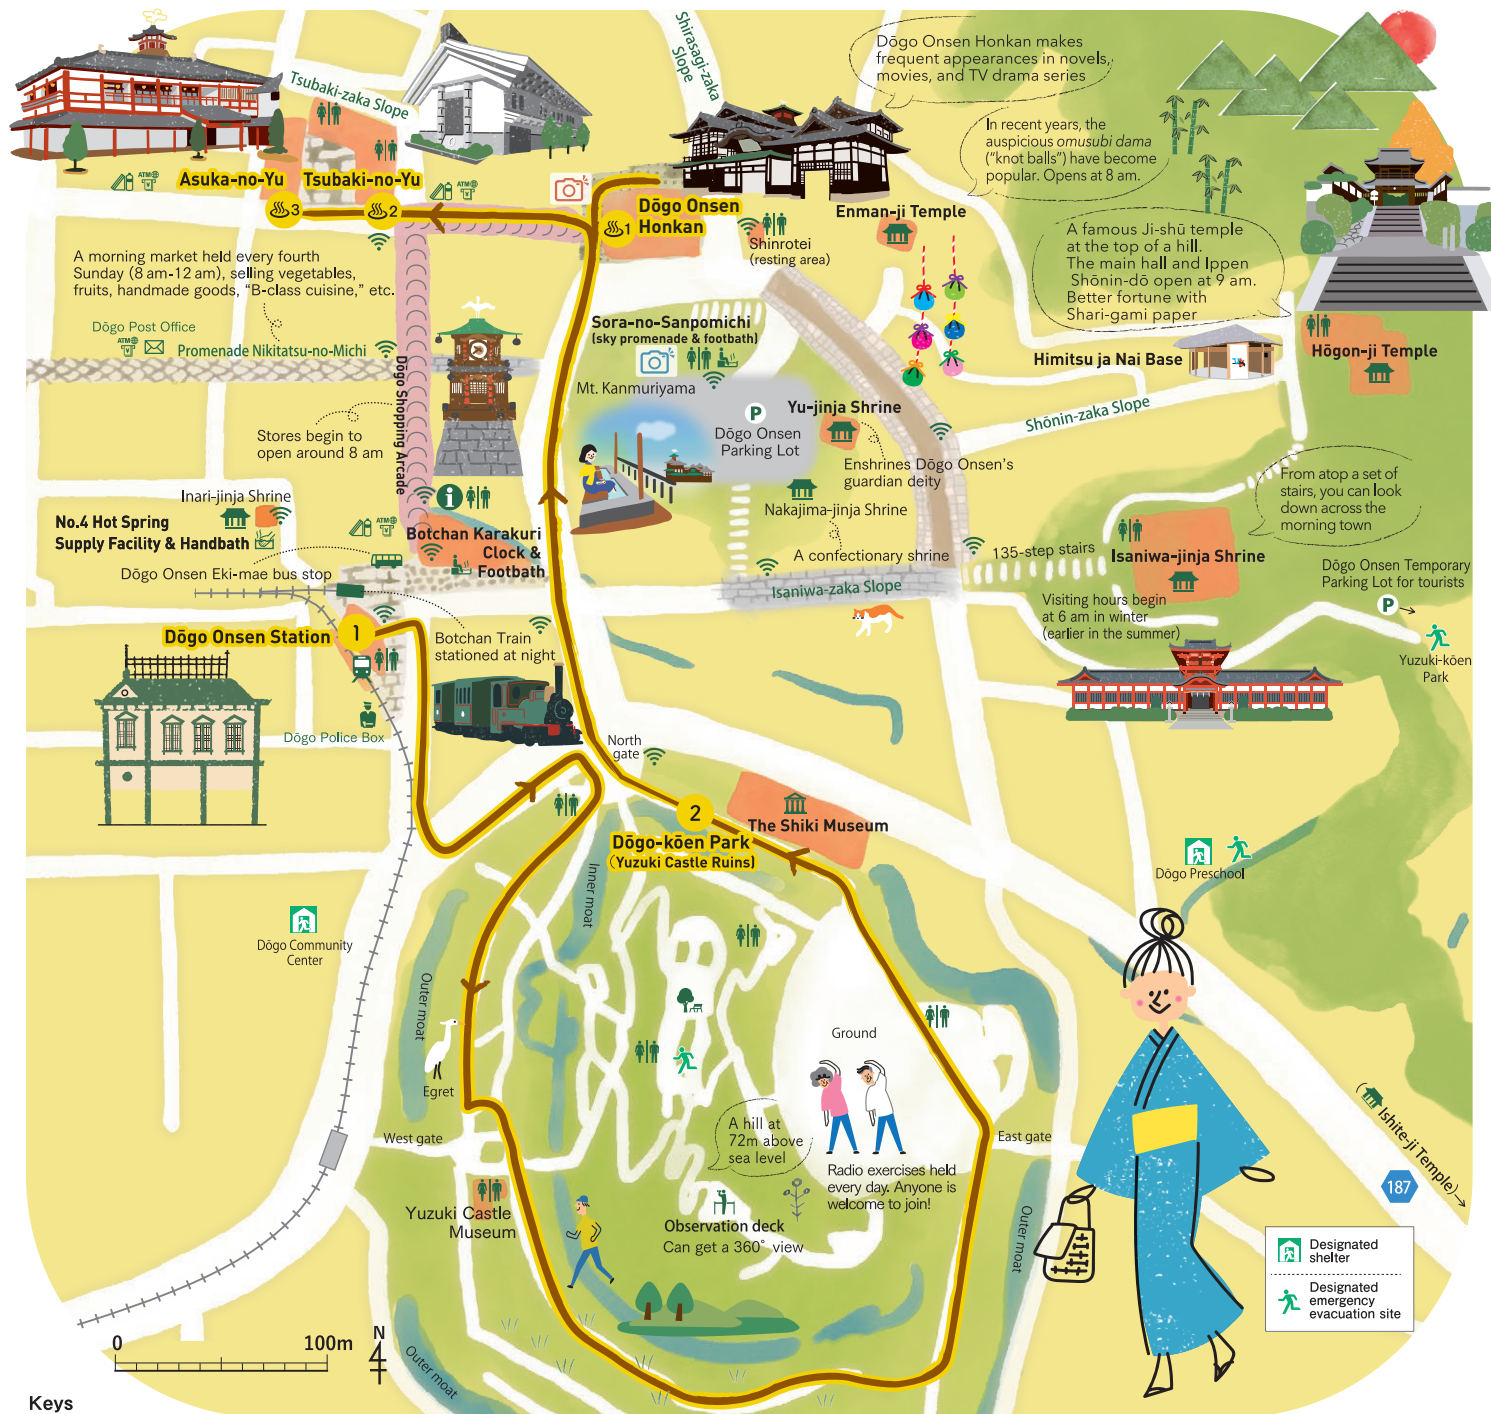 Dōgo Onsen Honkan makes
frequent appearances in novels,
movies, and TV drama series
Shirasagi-zaka
Slope
Tsubaki-zaka Slope
In recent years, the
auspicious omusubi dama
("knot balls") have become
popular. Opens at 8 am.
ATM
ATM
Asuka-no-Yu
Tsubaki-no-Yu
3
2
1
Dōgo Onsen
Honkan
Shinrotei
(resting area)
Enman-ji Temple
A famous Ji-shū temple
at the top of a hill.
The main hall and Ippen
Shōnin-dō open at 9 am.
Better fortune with
Shari-gami paper
A morning market held every fourth
Sunday (8 am-12 am), selling vegetables,
fruits, handmade goods, "B-class cuisine," etc.
Dōgo Post Office
ATM
Promenade Nikitatsu-no-Michi
Dōgo Shopping Arcade
Sora-no-Sanpomichi
(sky promenade & footbath)
Mt. Kanmuriyama
Himitsu ja Nai Base
Hōgon-ji Temple
P
Dōgo Onsen
Parking Lot
Yu-jinja Shrine
Shōnin-zaka Slope
Stores begin to
open around 8 am
Enshrines Dōgo Onsen's
guardian deity
Nakajima-jinja Shrine
A confectionary shrine
From atop a set of
stairs, you can look
down across the
morning town
Inari-jinja Shrine
No.4 Hot Spring
Supply Facility & Handbath
ATM
i
Botchan Karakuri
Clock &
Footbath
Dōgo Onsen Eki-mae bus stop
135-step stairs
Isaniwa-jinja Shrine
Isaniwa-zaka Slope
Dōgo Onsen Temporary
Parking Lot for tourists
P
Visiting hours begin
at 6 am in winter
(earlier in the summer)
Yuzuki-kōen
Park
Dōgo Onsen Station
1
Botchan Train
stationed at night
Dōgo Police Box
North
gate
2
The Shiki Museum
Dōgo-kōen Park
(Yuzuki Castle Ruins)
Dōgo Preschool
Inner moat
Dōgo Community
Center
Outer moat
Egret
Ground
West gate
East gate
A hill at
72m above
sea level
Radio exercises held
every day. Anyone is
welcome to join!
(Ishite-ji Temple)
187
Yuzuki Castle
Museum
Observation deck
Can get a 360° view
Outer moat
Designated
shelter
Designated
emergency
evacuation site
0
100m
N
Outer moat
Keys